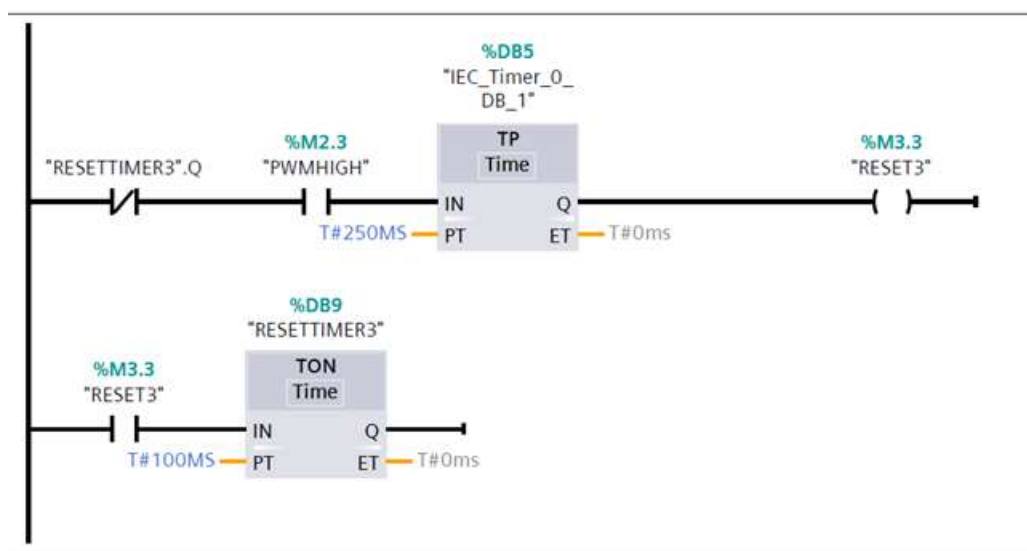 %DB5
"IEC_Timer_0_
DB_1"
TP
Time
%M2.3
%M3.3
"RESETTIMER3".Q
"PWMHIGH"
"RESET3"
IN
Q
T#250MS
PT
ET
T#0ms
%DB9
"RESETTIMER3"
TON
Time
%M3.3
"RESET3"
IN
Q
T#100MS
PT
ET
T#0ms